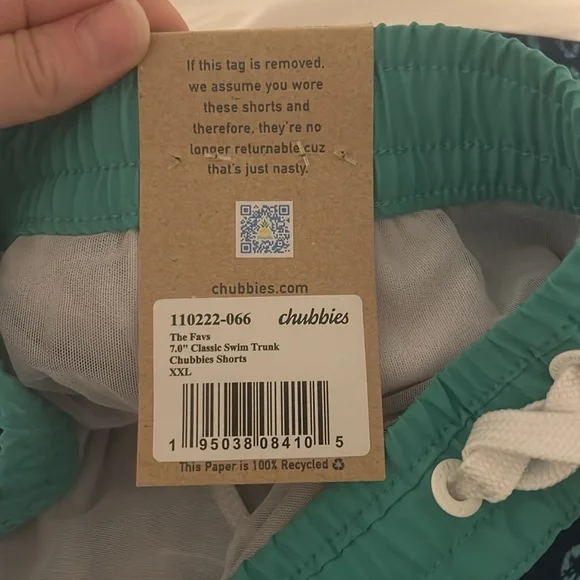 If this tag is removed,
we assume you wore
these shorts and
therefore, they're no
longer returnable cuz
that's just nasty.
chubbies.com
110222-066 chubbies
The Favs
7.0" Classic Swim Trunk
Chubbies Shorts
XXL
1 95038 08410 5
This Paper is 100% Recycled